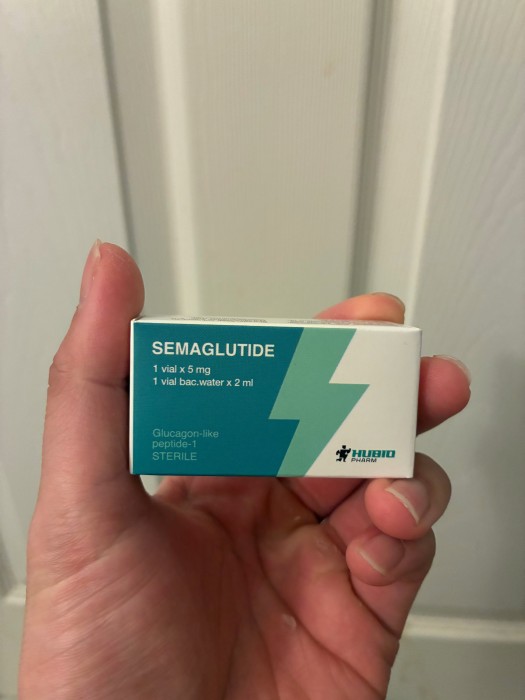 SEMAGLUTIDE
1 vial x 5 mg
1 vial bac.water x 2 ml
Glucagon-like
peptide-1
STERILE
HUBIO
PHARM